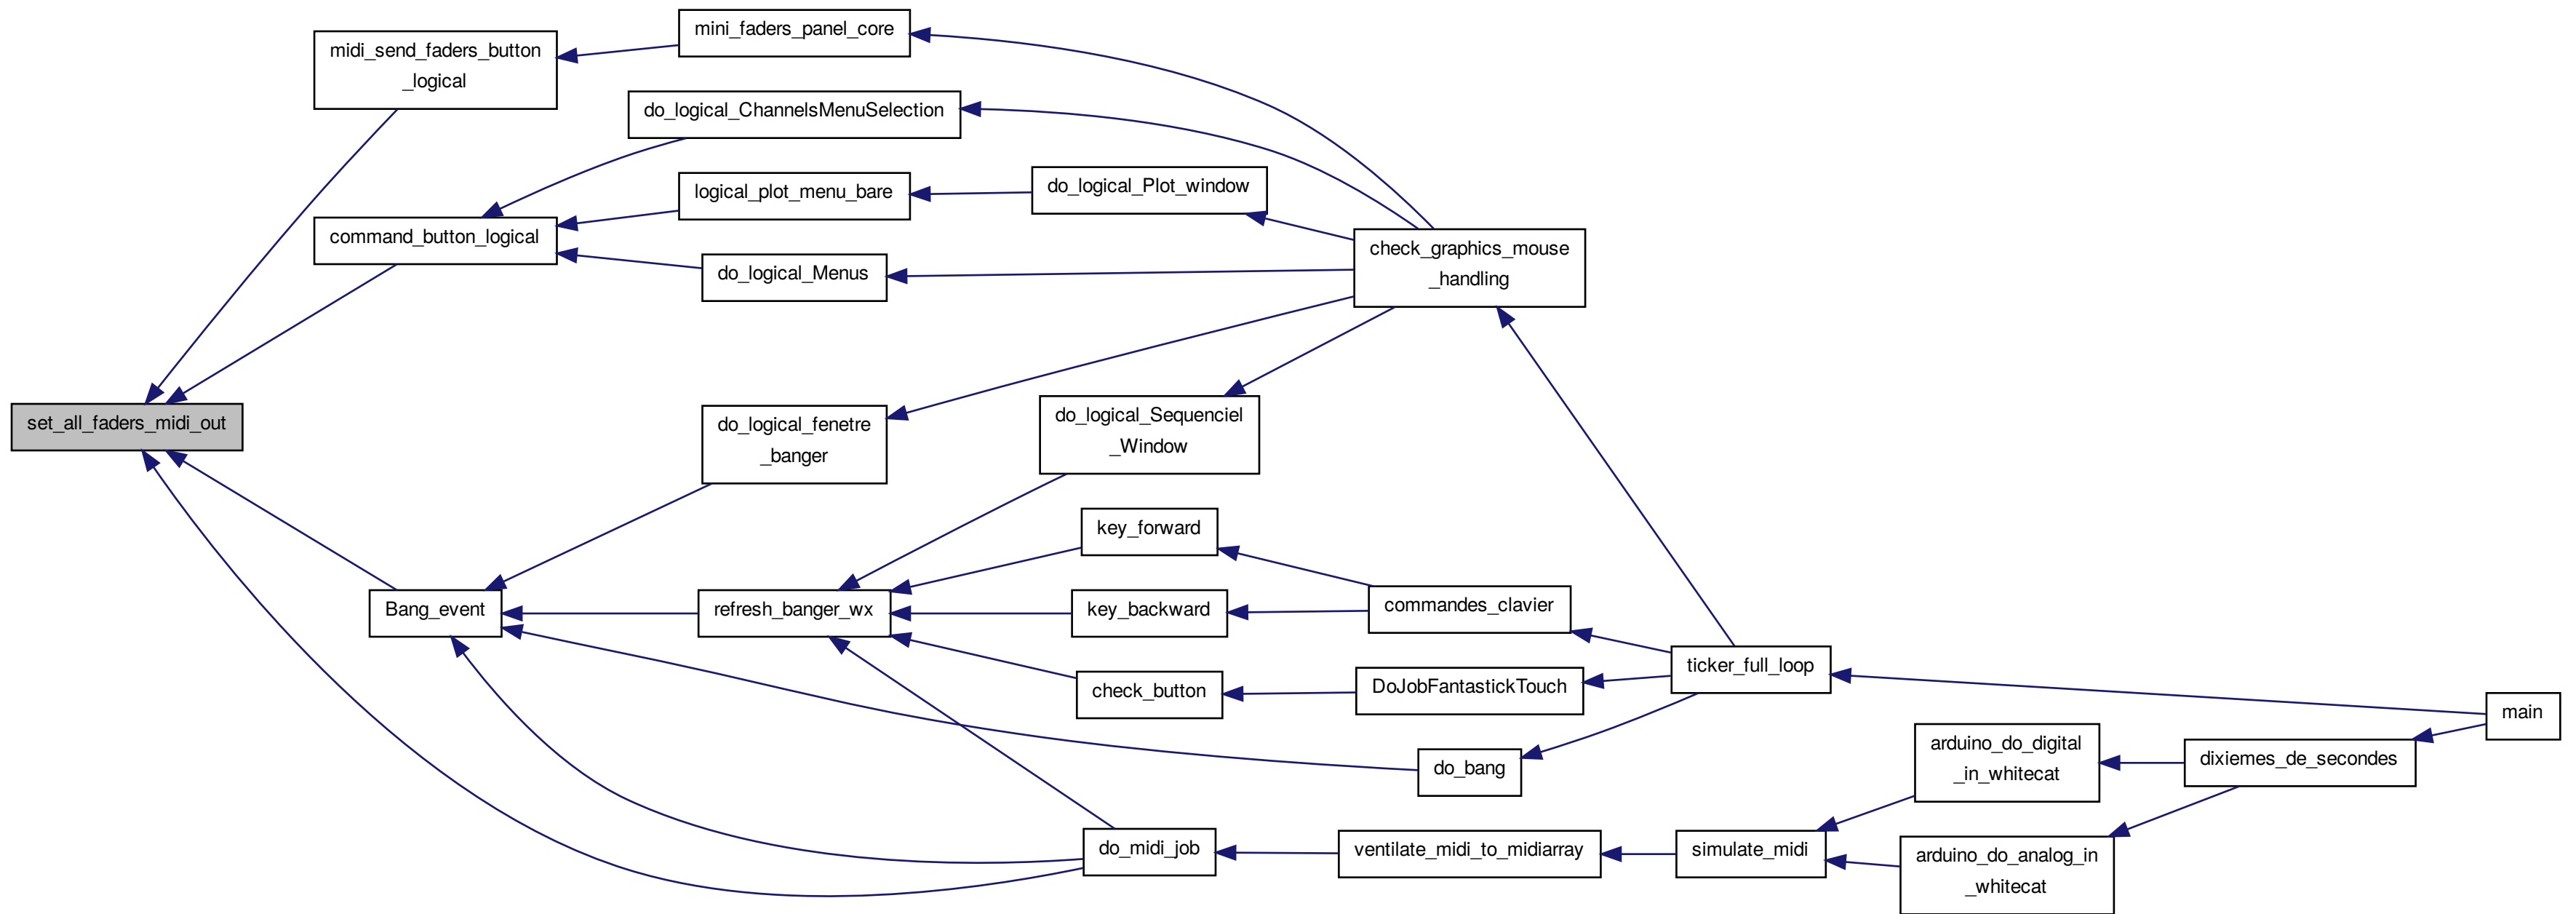 mini_faders_panel_core
midi_send_faders_button
_logical
do_logical_ChannelsMenuSelection
logical_plot_menu_bare
do_logical_Plot_window
command_button_logical
check_graphics_mouse
_handling
do_logical_Menus
set_all_faders_midi_out
do_logical_fenetre
_banger
do_logical_Sequenciel
_Window
key_forward
Bang_event
refresh_banger_wx
key_backward
commandes_clavier
check_button
DoJobFantastickTouch
ticker_full_loop
main
do_bang
arduino_do_digital
_in_whitecat
dixiemes_de_secondes
do_midi_job
ventilate_midi_to_midiarray
simulate_midi
arduino_do_analog_in
_whitecat